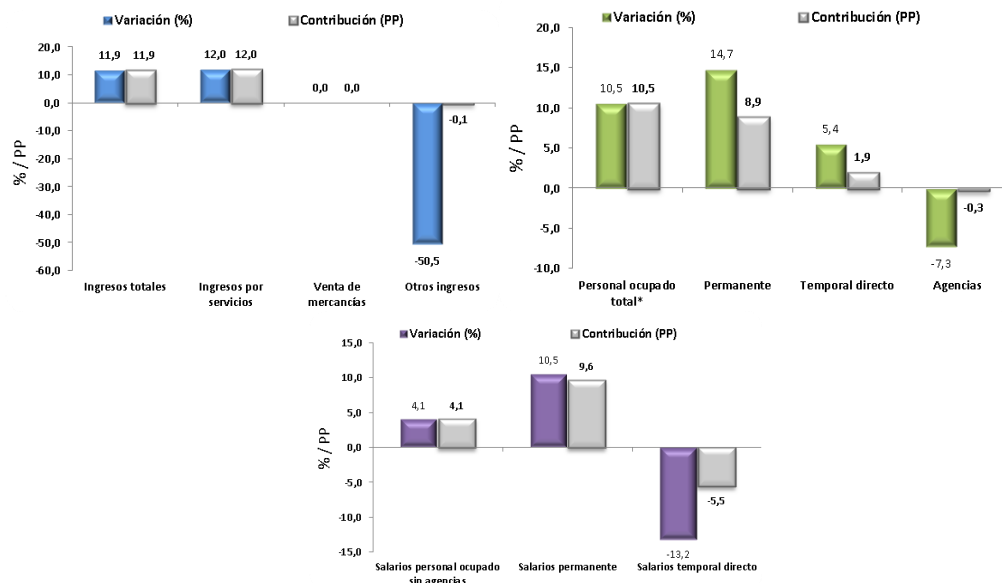 Variación (%) Contribución (PP)
20,0
10,0
0,0
-10,0
-20,0
-30,0
-40,0
-50,0
-60,0
% / PP
11,9 11,9
12,0 12,0
0,0 0,0
-0,1
-50,5
Ingresos totales
Ingresos por
servicios
Venta de
mercancías
Otros ingresos
Variación (%) Contribución (PP)
20,0
15,0
10,0
5,0
0,0
-5,0
-10,0
% / PP
10,5 10,5
14,7
8,9
5,4
1,9
-0,3
-7,3
Personal ocupado
total*
Permanente
Temporal directo
Agencias
Variación (%) Contribución (PP)
15,0
10,0
5,0
0,0
-5,0
-10,0
-15,0
% / PP
4,1 4,1
10,5 9,6
-5,5
-13,2
Salarios personal ocupado
sin agencias
Salarios permanente
Salarios temporal directo